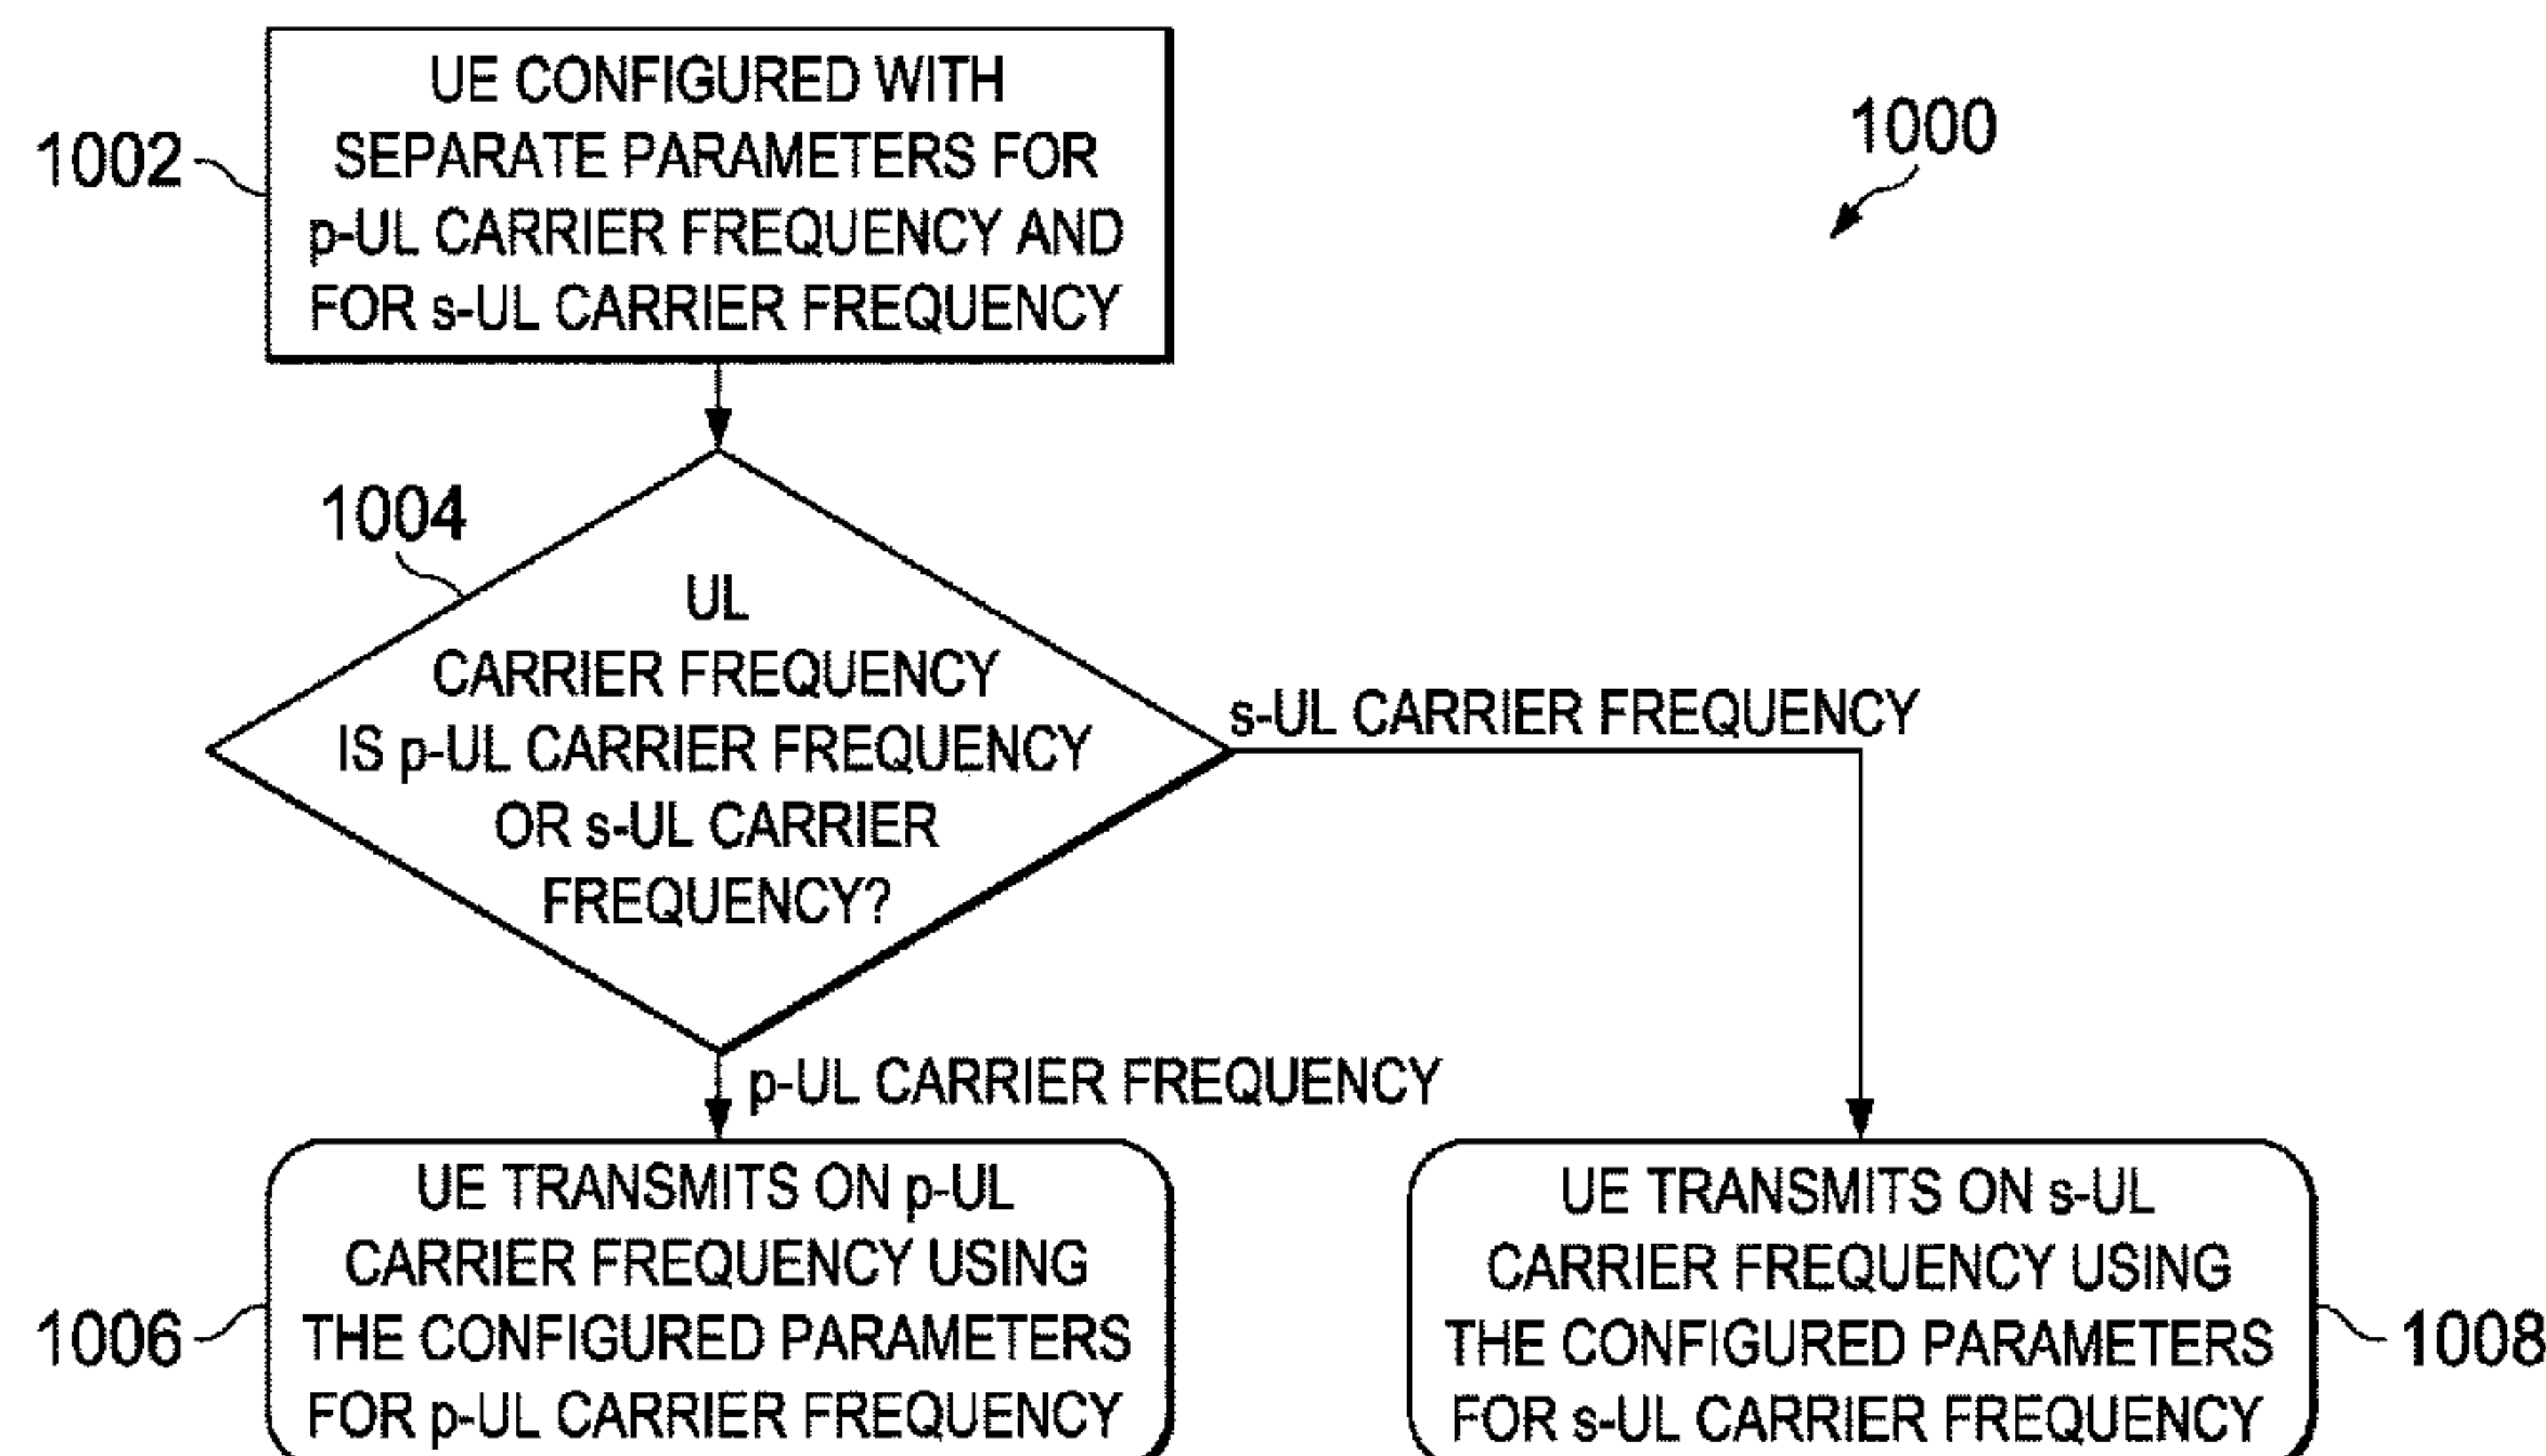 UE CONFIGURED WITH
SEPARATE PARAMETERS FOR
p-UL CARRIER FREQUENCY AND
FOR s-UL CARRIER FREQUENCY
1002
1000
1004
UL
CARRIER FREQUENCY
IS p-UL CARRIER FREQUENCY
OR s-UL CARRIER
FREQUENCY?
s-UL CARRIER FREQUENCY
p-UL CARRIER FREQUENCY
UE TRANSMITS ON p-UL
CARRIER FREQUENCY USING
THE CONFIGURED PARAMETERS
FOR p-UL CARRIER FREQUENCY
1006
UE TRANSMITS ON s-UL
CARRIER FREQUENCY USING
THE CONFIGURED PARAMETERS
FOR s-UL CARRIER FREQUENCY
1008